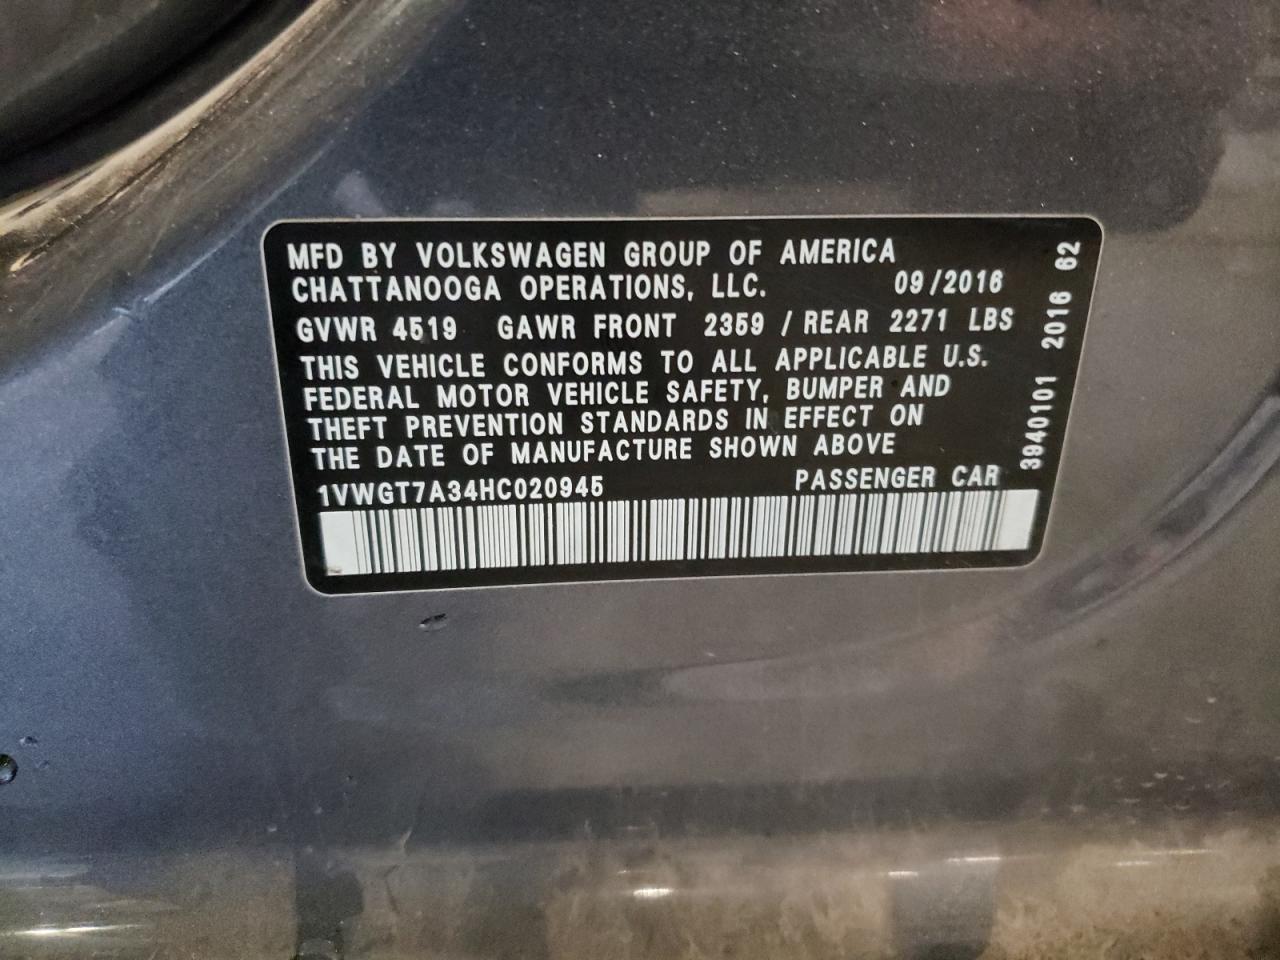 MFD BY VOLKSWAGEN GROUP OF AMERICA
CHATTANOOGA OPERATIONS, LLC. 09/2016
GVWR 4519 GAWR FRONT 2359 / REAR 2271 LBS
THIS VEHICLE CONFORMS TO ALL APPLICABLE U.S.
FEDERAL MOTOR VEHICLE SAFETY, BUMPER AND
THEFT PREVENTION STANDARDS IN EFFECT ON
THE DATE OF MANUFACTURE SHOWN ABOVE
1VWGT7A34HC020945 PASSENGER CAR
3940101 2016 62